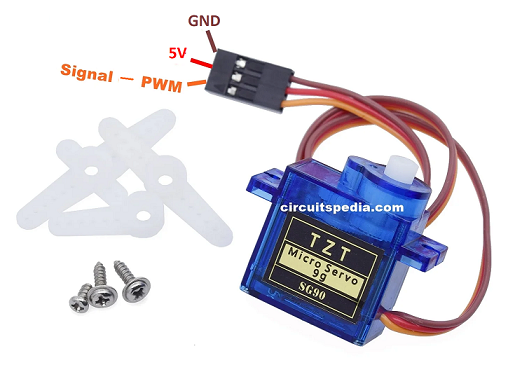 GND
5V
Signal — PWM
circuitspedia.com
TZT
Micro Servo
9g
SG90